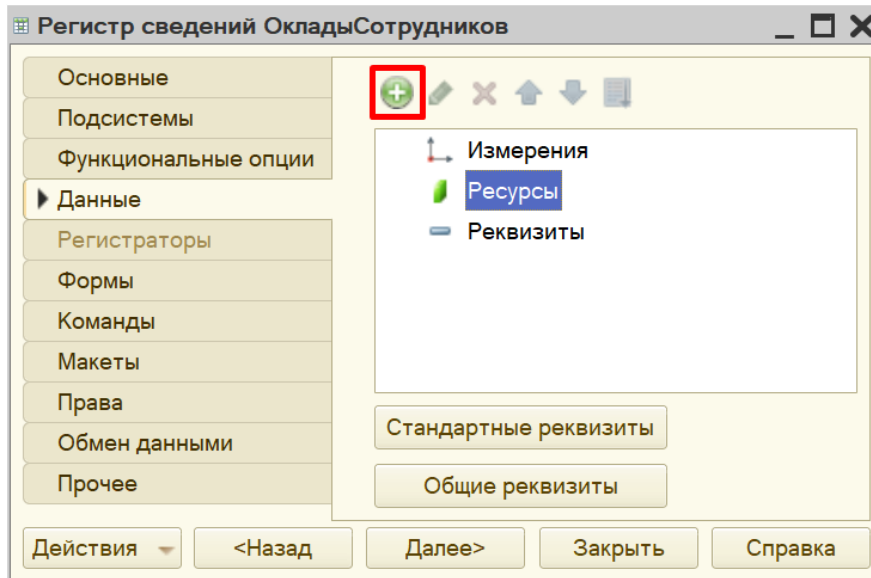 Регистр сведений ОкладыСотрудников
Основные
Подсистемы
Функциональные опции
Данные
Регистраторы
Формы
Команды
Макеты
Права
Обмен данными
Прочее
Измерения
Ресурсы
Реквизиты
Стандартные реквизиты
Общие реквизиты
Действия <Назад Далее> Закрыть Справка